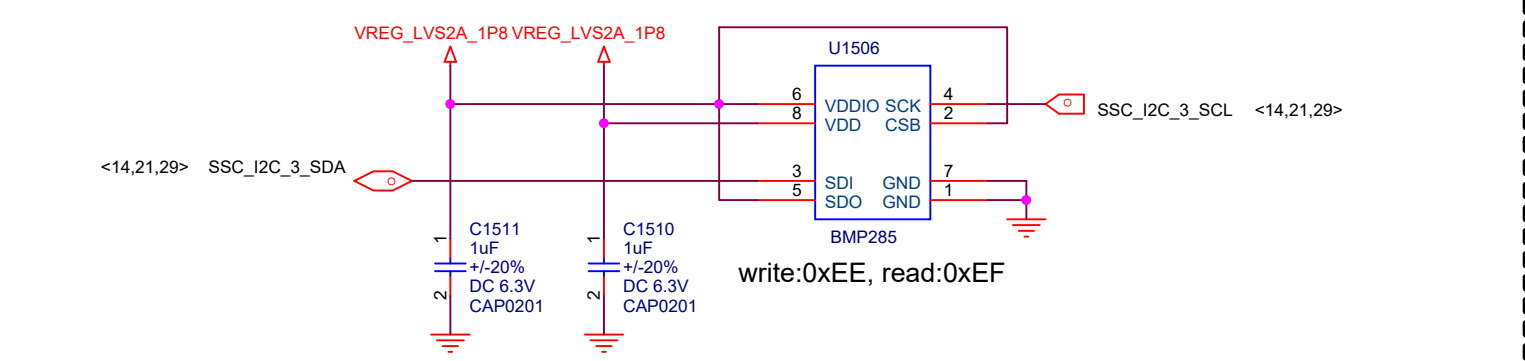 VREG_LVS2A_1P8 VREG_LVS2A_1P8
U1506
6 VDDIO SCK 4
8 VDD CSB 2
SSC_I2C_3_SCL <14,21,29>
<14,21,29> SSC_I2C_3_SDA
3 SDI GND 7
5 SDO GND 1
BMP285
1
C1511
1uF
+/-20%
DC 6.3V
CAP0201
2
1
C1510
1uF
+/-20%
DC 6.3V
CAP0201
2
write:0xEE, read:0xEF